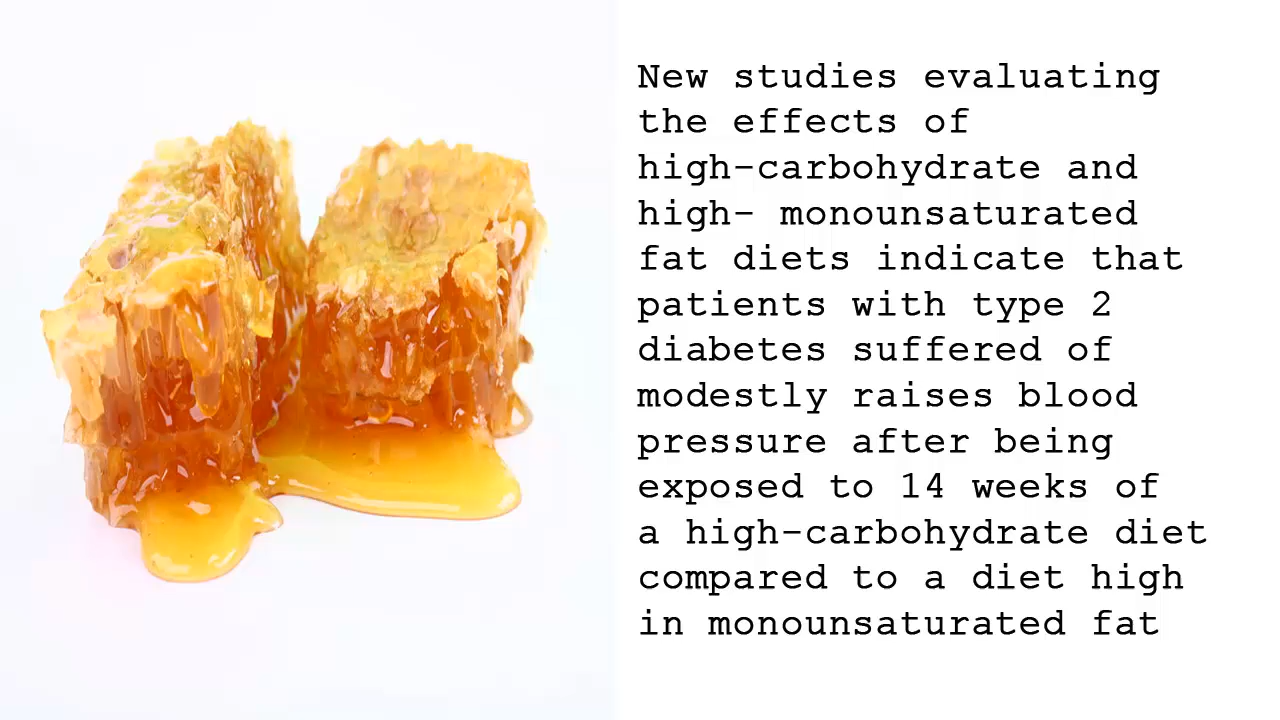 New studies evaluating
the effects of
high-carbohydrate and
high- monounsaturated
fat diets indicate that
patients with type 2
diabetes suffered of
modestly raises blood
pressure after being
exposed to 14 weeks of
a high-carbohydrate diet
compared to a diet high
in monounsaturated fat